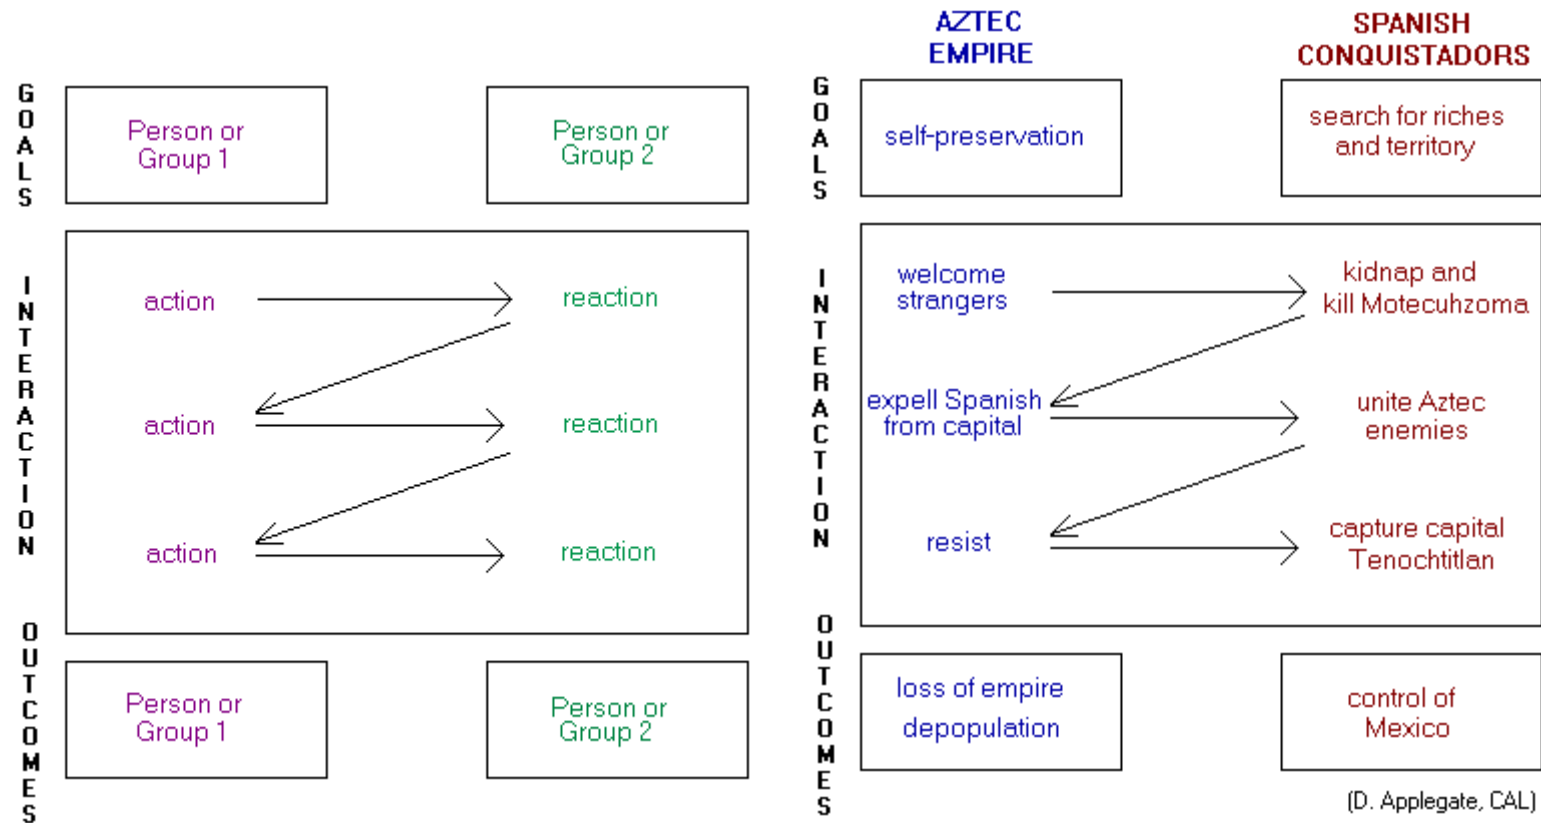 GOALS
Person or
Group 1
Person or
Group 2
INTERACTION
action
reaction
action
reaction
action
reaction
OUTCOMES
Person or
Group 1
Person or
Group 2
AZTEC
EMPIRE
SPANISH
CONQUISTADORS
GOALS
self-preservation
search for riches
and territory
INTERACTION
welcome
strangers
kidnap and
kill Motecuhzoma
expell Spanish
from capital
unite Aztec
enemies
resist
capture capital
Tenochtitlan
OUTCOMES
loss of empire
depopulation
control of
Mexico
(D. Applegate, CAL)